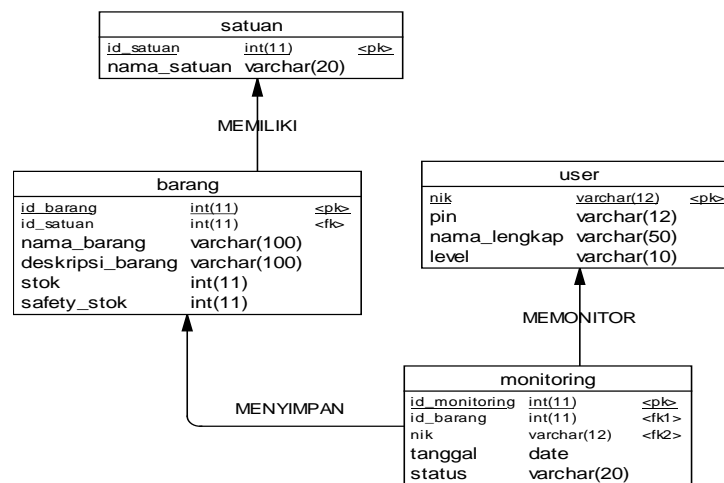 satuan
id_satuan int(11) <pk>
nama_satuan varchar(20)
MEMILIKI
barang
id_barang int(11) <pk>
id_satuan int(11) <fk>
nama_barang varchar(100)
deskripsi_barang varchar(100)
stok int(11)
safety_stok int(11)
user
nik varchar(12) <pk>
pin varchar(12)
nama_lengkap varchar(50)
level varchar(10)
MEMONITOR
MENYIMPAN
monitoring
id_monitoring int(11) <pk>
id_barang int(11) <fk1>
nik varchar(12) <fk2>
tanggal date
status varchar(20)